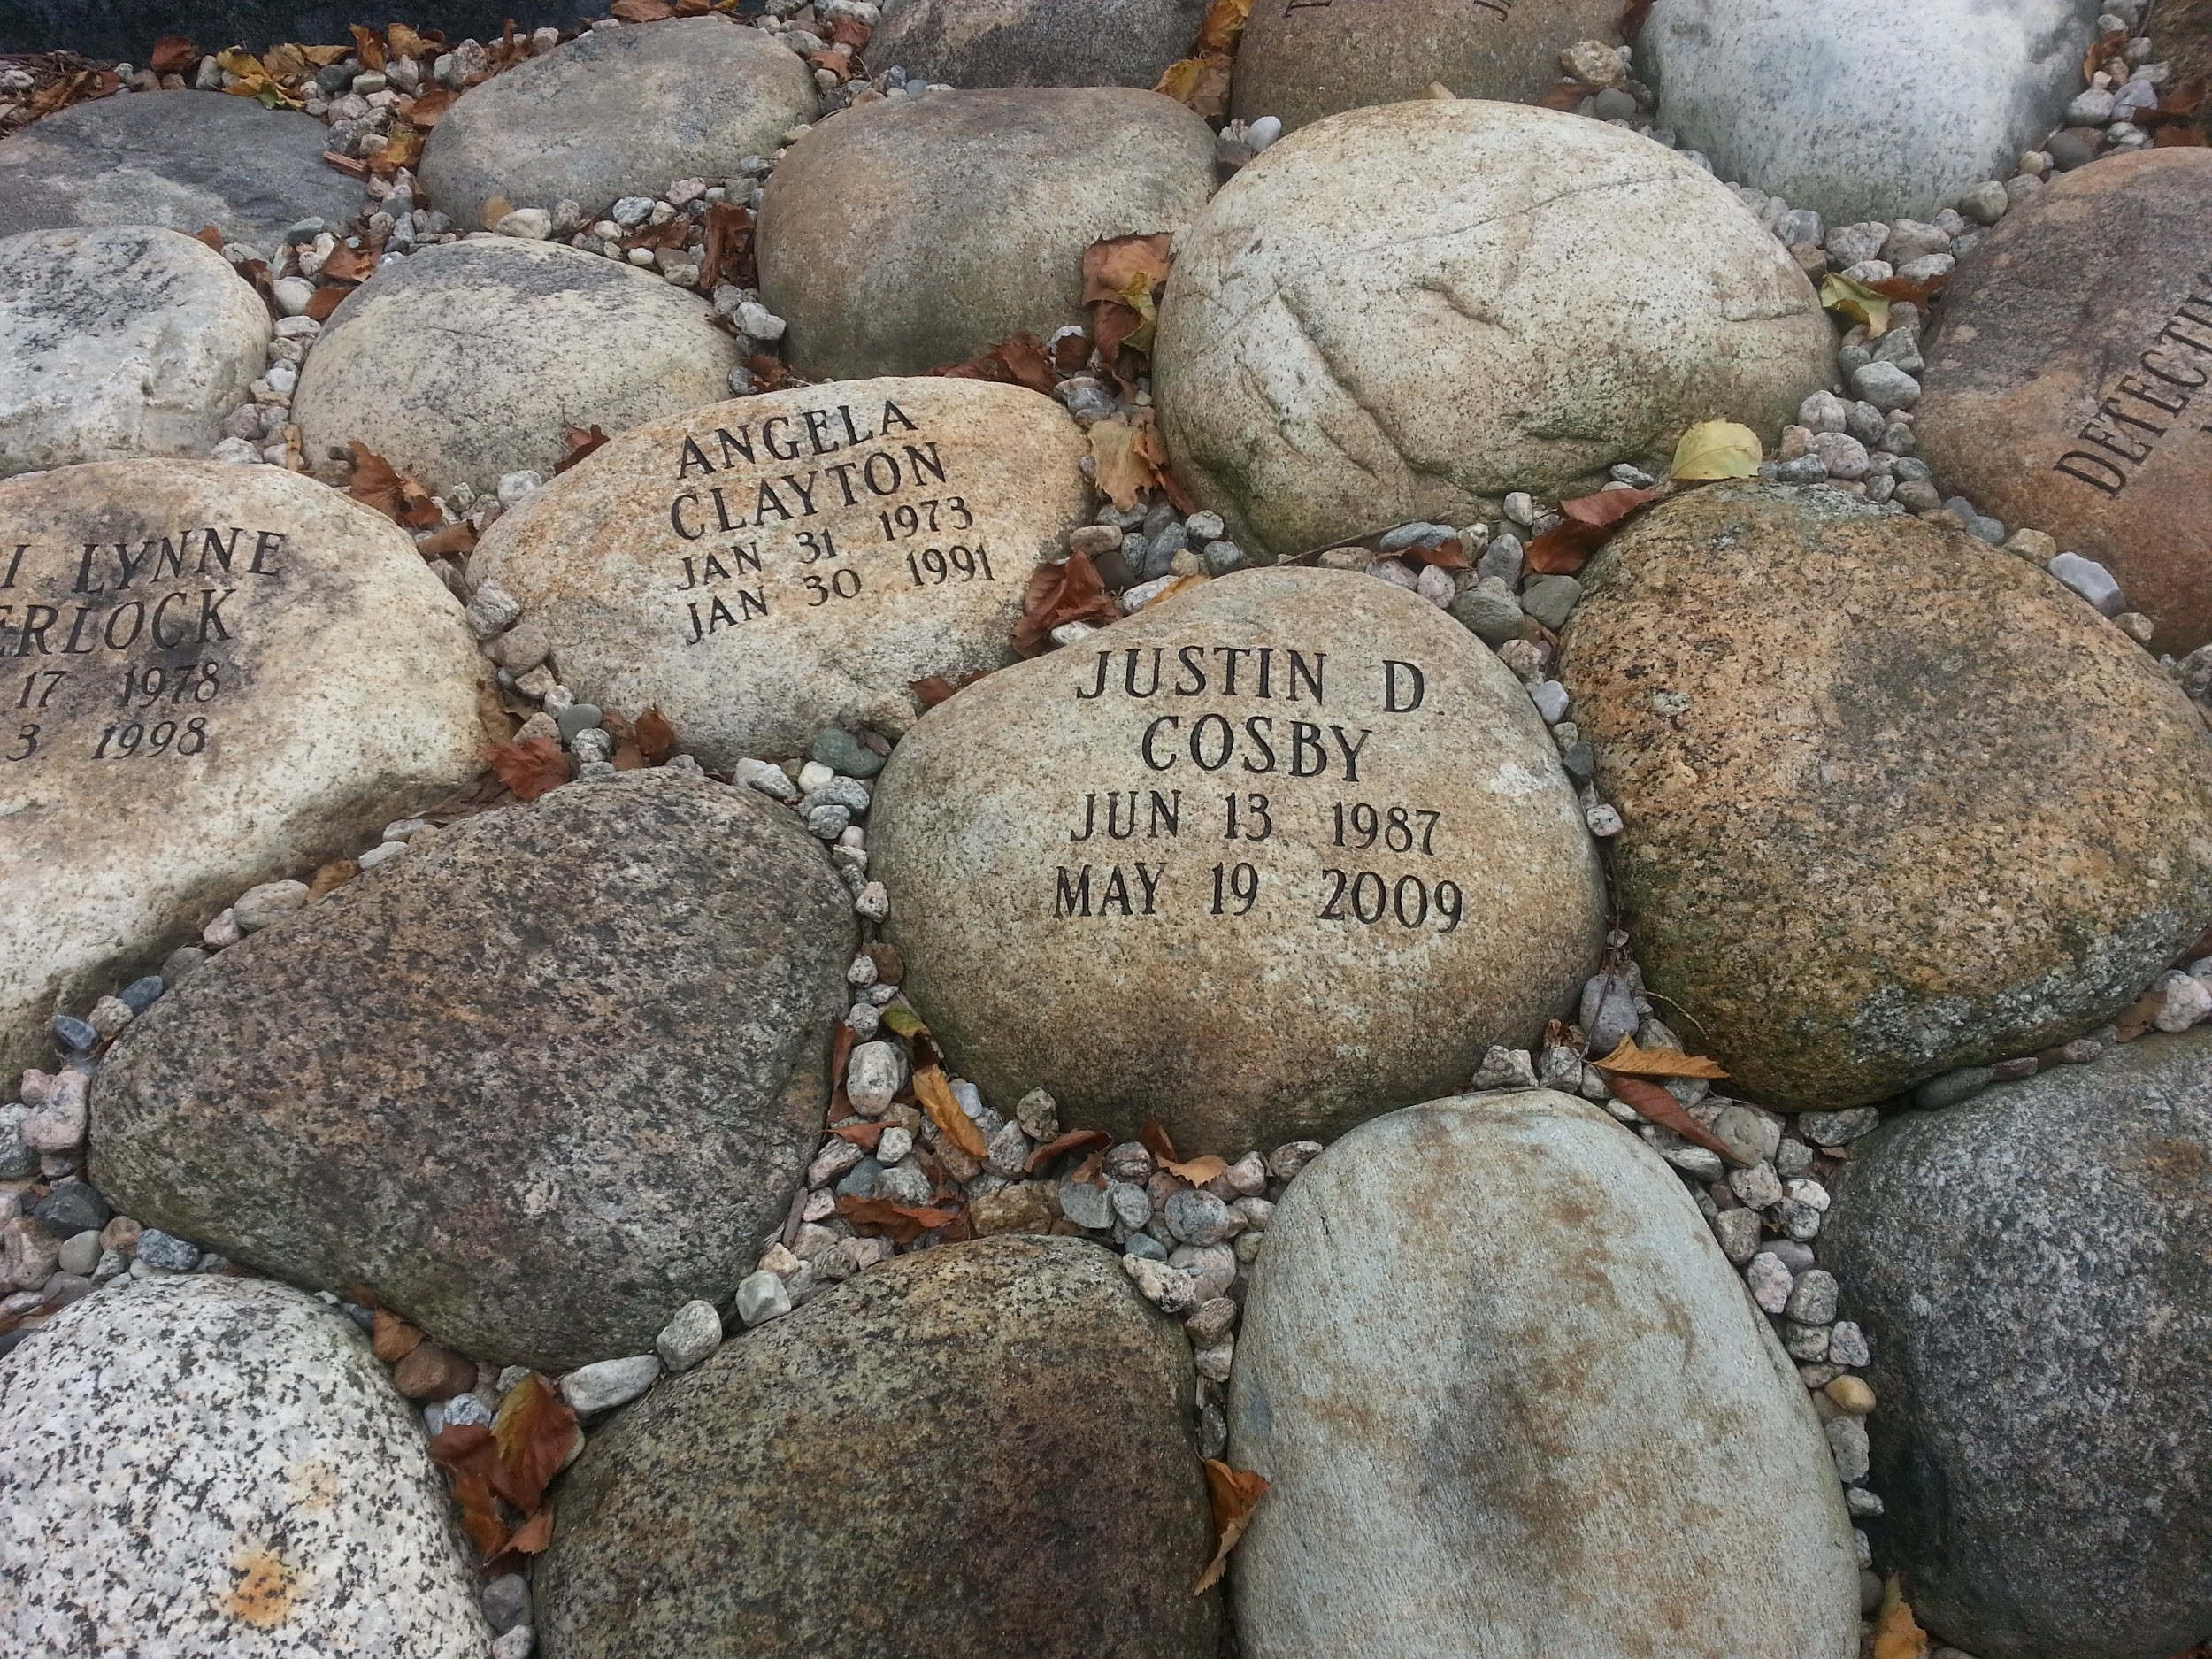 ANGELA
CLAYTON
JAN 31 1973
JAN 30 1991
I LYNNE
ERLOCK
17 1978
3 1998
JUSTIN D
COSBY
JUN 13 1987
MAY 19 2009
DETECTI